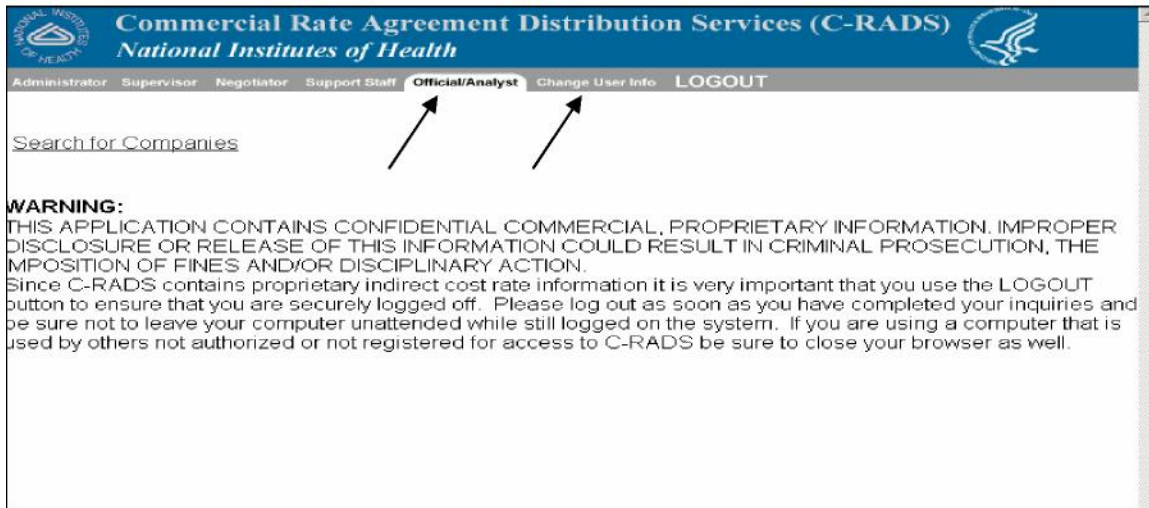 Commercial Rate Agreement Distribution Services (C-RADS)
National Institutes of Health
NATIONAL INSTITUTES OF HEALTH
Administrator Supervisor Negotiator Support Staff Official/Analyst Change User Info LOGOUT
Search for Companies
WARNING:
THIS APPLICATION CONTAINS CONFIDENTIAL COMMERCIAL, PROPRIETARY INFORMATION. IMPROPER
DISCLOSURE OR RELEASE OF THIS INFORMATION COULD RESULT IN CRIMINAL PROSECUTION, THE
IMPOSITION OF FINES AND/OR DISCIPLINARY ACTION.
Since C-RADS contains proprietary indirect cost rate information it is very important that you use the LOGOUT
button to ensure that you are securely logged off. Please log out as soon as you have completed your inquiries and
be sure not to leave your computer unattended while still logged on the system. If you are using a computer that is
used by others not authorized or not registered for access to C-RADS be sure to close your browser as well.